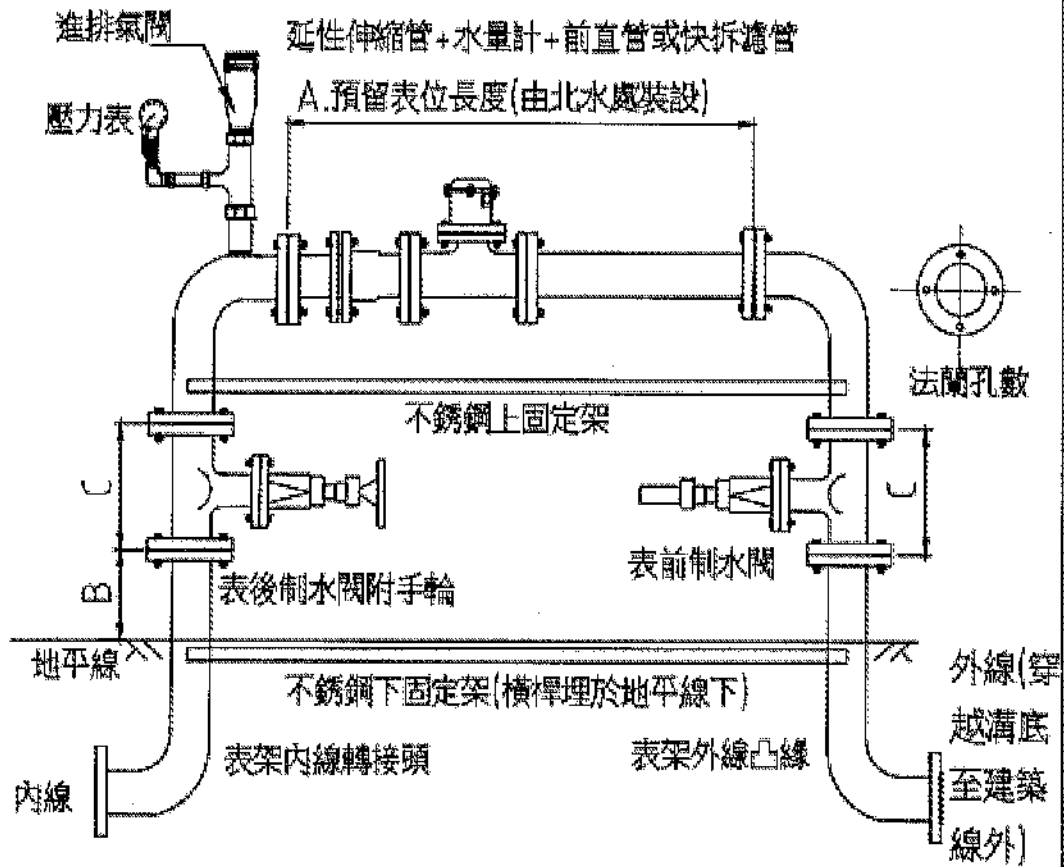 進排氣閥
延性伸縮管+水量計+前直管或快拆濾管
A.預留表位長度(由北水處裝設)
壓力表
法蘭孔數
不銹鋼上固定架
C
C
表前制水閥
B
表後制水閥附手輪
地平線
不銹鋼下固定架(橫桿埋於地平線下)
外線(穿
越溝底
至建築
線外)
表架內線轉接頭
表架外線凸緣
內線